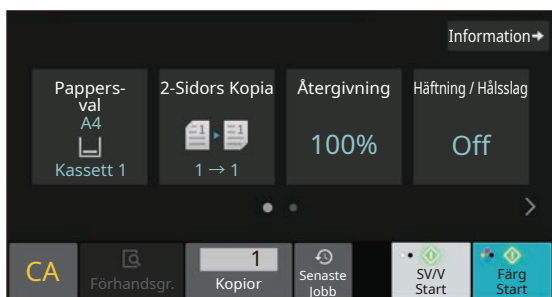 Information
Pappers-
val
A4
Kassett 1
2-Sidors Kopia
1 → 1
Återgivning
100%
Häftning / Hålsslag
Off
CA
Förhandsgr.
1
Kopior
Senaste
Jobb
SV/V
Start
Färg
Start